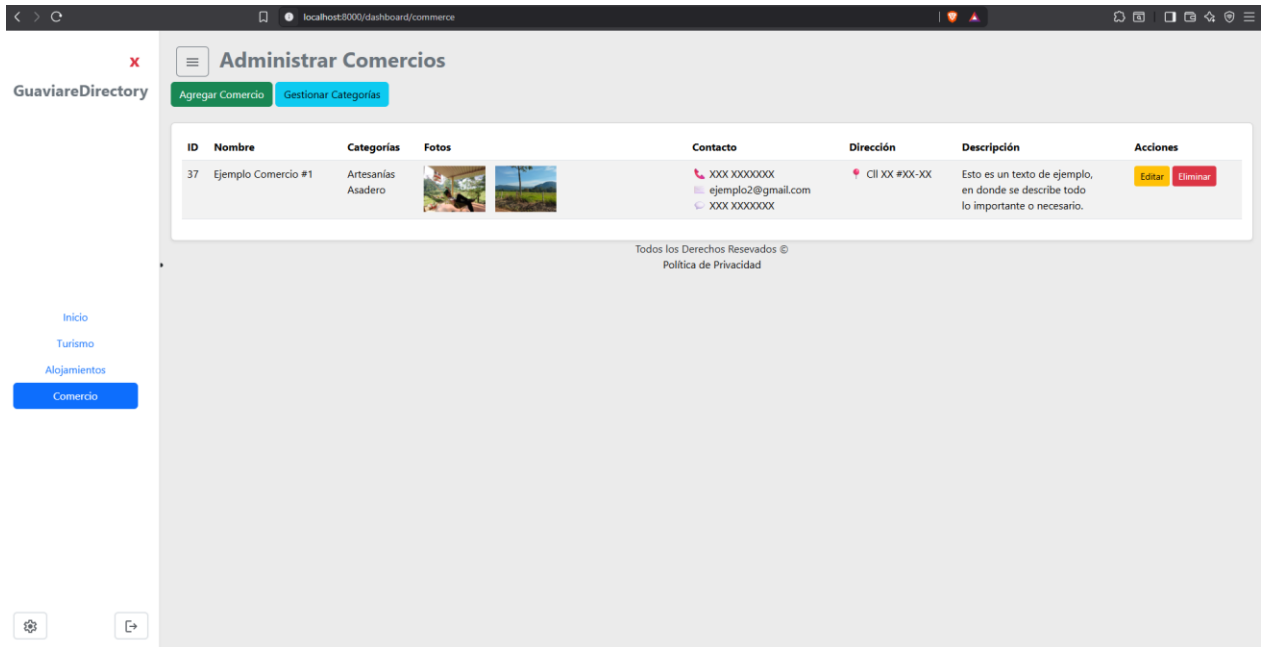 localhost:8000/dashboard/commerce
x
GuaviareDirectory
Administrar Comercios
Agregar Comercio
Gestionar Categorías
ID Nombre Categorías Fotos Contacto Dirección Descripción Acciones
37 Ejemplo Comercio #1 Artesanías XXX XXXXXXX Cll XX #XX-XX Esto es un texto de ejemplo, Editar Eliminar
Asadero ejemplo2@gmail.com en donde se describe todo
XXX XXXXXXX lo importante o necesario.
Todos los Derechos Resevados ©
Política de Privacidad
Inicio
Turismo
Alojamientos
Comercio